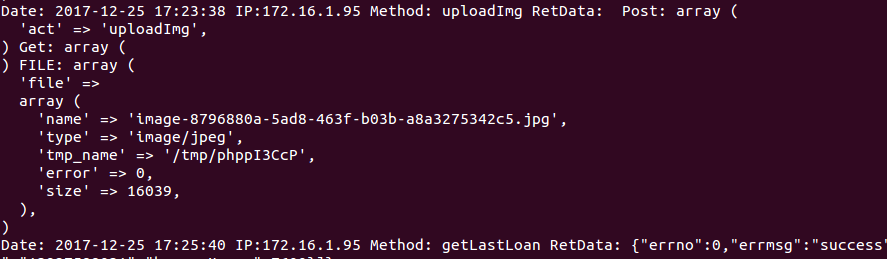 Date: 2017-12-25 17:23:38 IP:172.16.1.95 Method: uploadImg RetData:  Post: array (
  'act' => 'uploadImg',
) Get: array (
) FILE: array (
  'file' =>
  array (
    'name' => 'image-8796880a-5ad8-463f-b03b-a8a3275342c5.jpg',
    'type' => 'image/jpeg',
    'tmp_name' => '/tmp/phppI3CcP',
    'error' => 0,
    'size' => 16039,
  ),
)
Date: 2017-12-25 17:25:40 IP:172.16.1.95 Method: getLastLoan RetData: {"errno":0,"errmsg":"success"